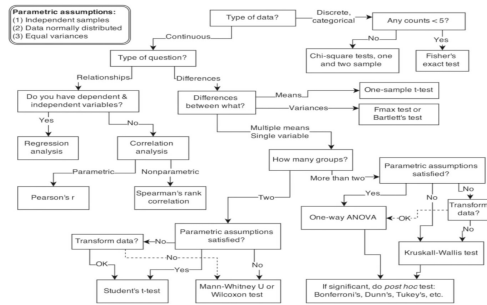 Parametric assumptions:
(1) Independent samples
(2) Data normally distributed
(3) Equal variances
Type of data?
Discrete,
categorical
Any counts < 5?
Continuous
No
Yes
Type of question?
Chi-square tests, one
and two sample
Fisher's
exact test
Relationships
Differences
Do you have dependent &
independent variables?
Differences
between what?
Means
One-sample t-test
Variances
Fmax test or
Bartlett's test
Yes
No
Multiple means
Single variable
Regression
analysis
Correlation
analysis
How many groups?
Parametric assumptions
satisfied?
Parametric
Nonparametric
More than two
Two
Yes
No
No
Pearson's r
Spearman's rank
correlation
One-way ANOVA
OK
Transform
data?
Transform data?
No
Parametric assumptions
satisfied?
Kruskall-Wallis test
OK
No
Yes
No
Student's t-test
Mann-Whitney U or
Wilcoxon test
If significant, do post hoc test:
Bonferroni's, Dunn's, Tukey's, etc.